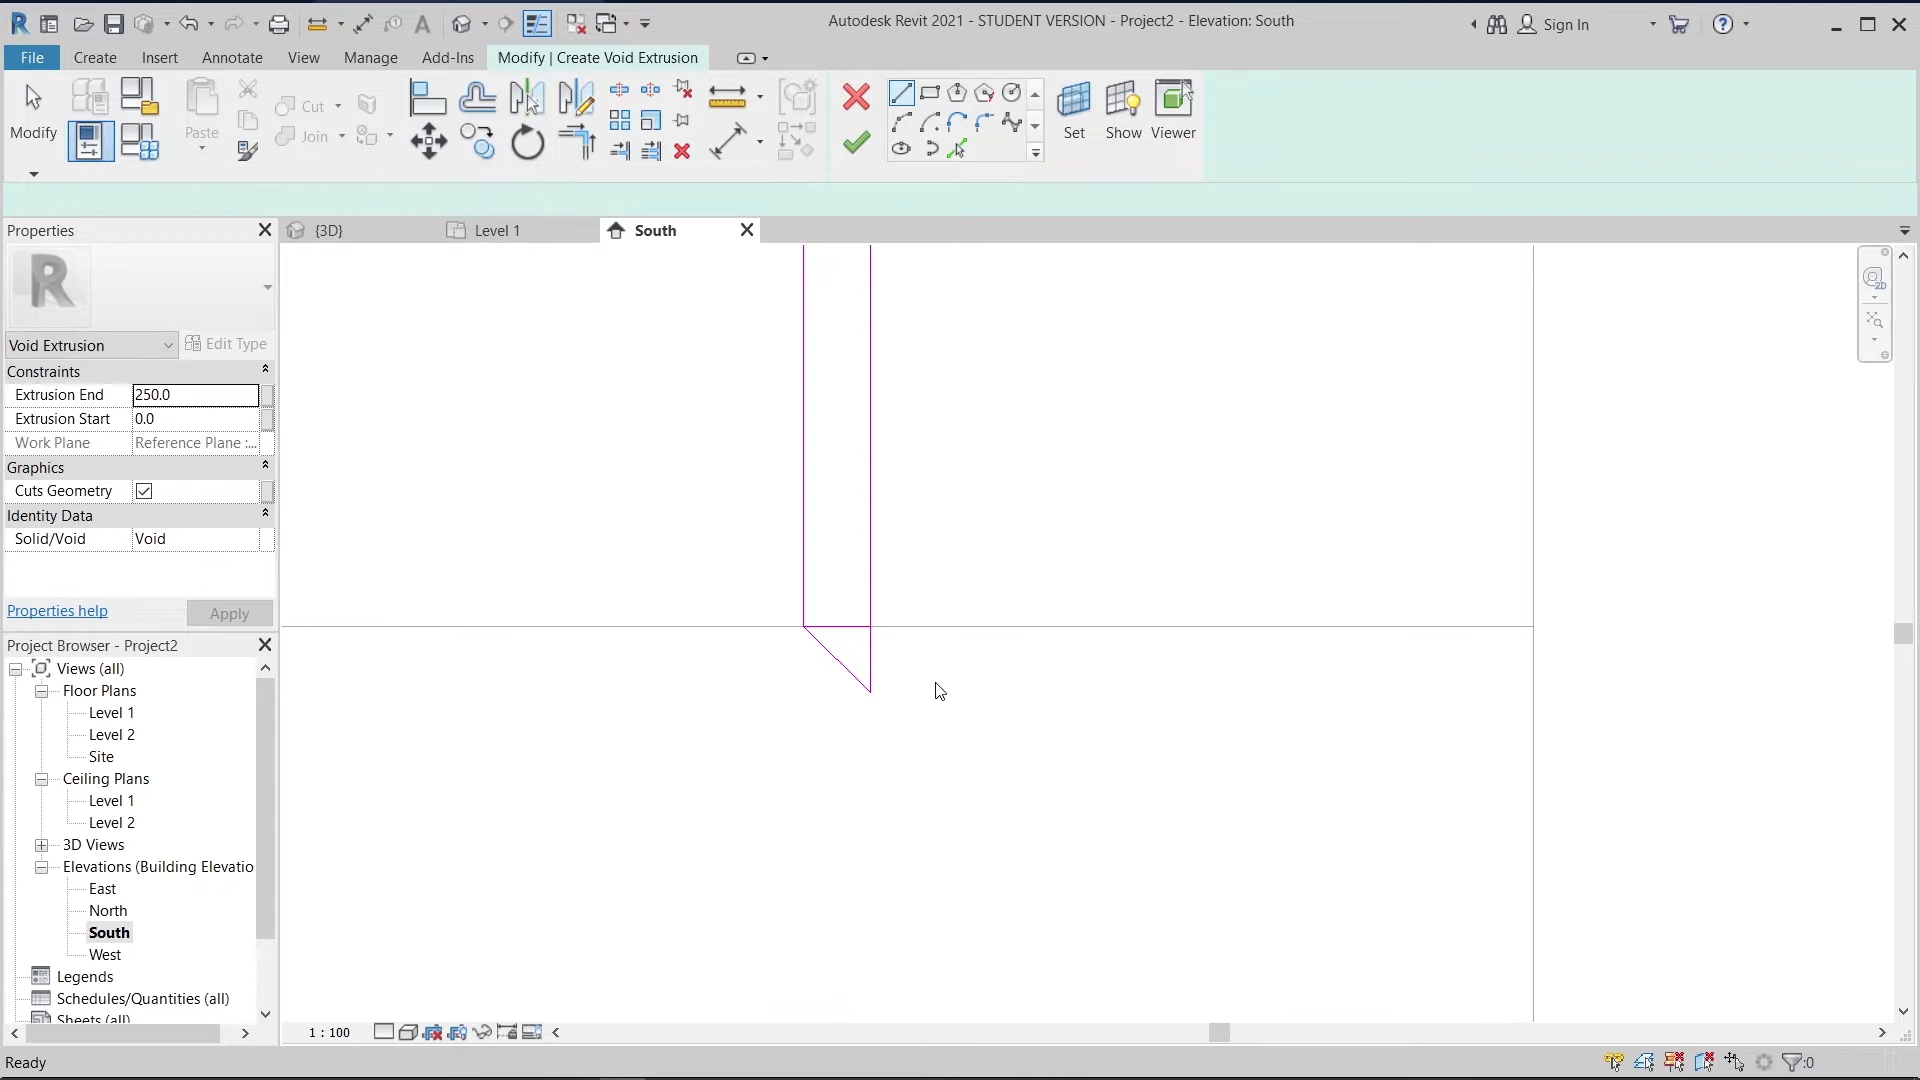 Autodesk Revit 2021 - STUDENT VERSION - Project2 - Elevation: South
Sign In
File
Create
Insert
Annotate
View
Manage
Add-Ins
Modify | Create Void Extrusion
Modify
Paste
Cut
Join
Set
Show
Viewer
Properties
{3D}
Level 1
South
Void Extrusion
Edit Type
Constraints
Extrusion End 250.0
Extrusion Start 0.0
Work Plane Reference Plane :...
Graphics
Cuts Geometry
Identity Data
Solid/Void Void
Properties help
Apply
Project Browser - Project2
Views (all)
Floor Plans
Level 1
Level 2
Site
Ceiling Plans
Level 1
Level 2
3D Views
Elevations (Building Elevatio
East
North
South
West
Legends
Schedules/Quantities (all)
Sheets (all)
1 : 100
Ready
:0